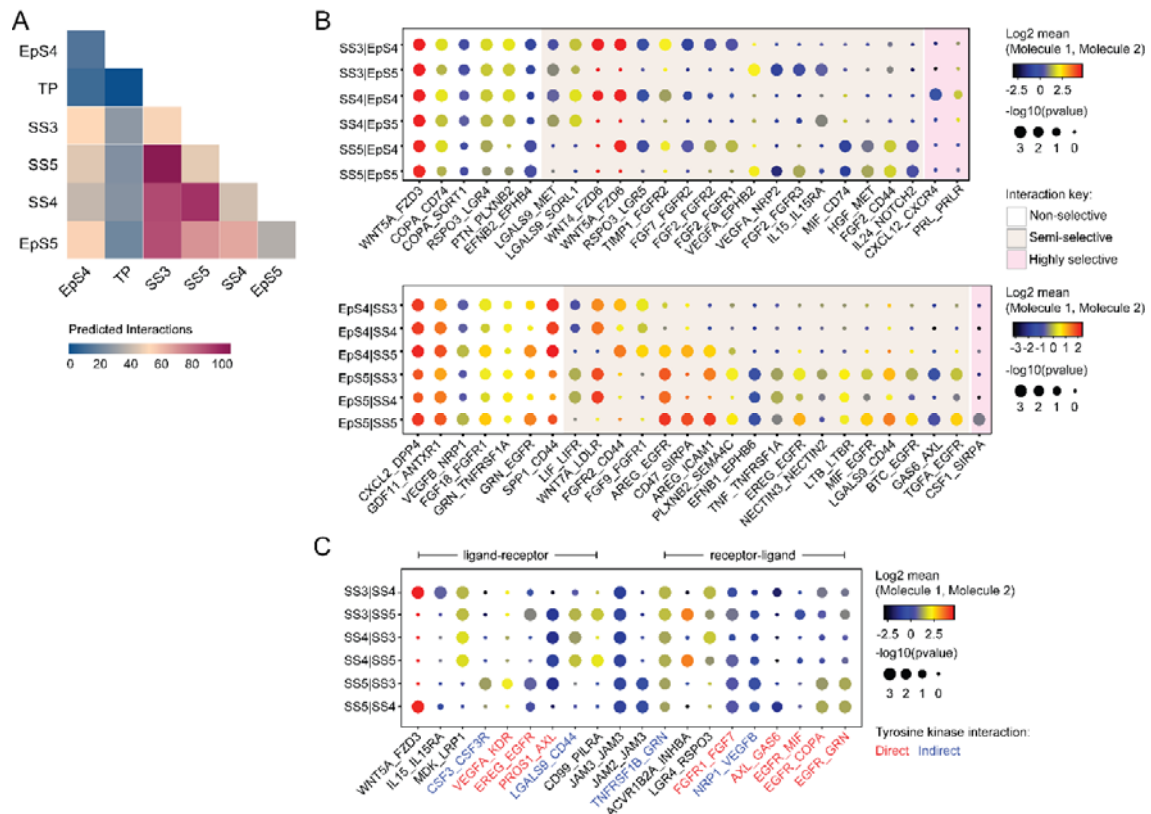 A
EpS4
TP
SS3
SS5
SS4
EpS5
EpS4
TP
SS3
SS5
SS4
EpS5
Predicted Interactions
0 20 40 60 80 100
B
SS3|EpS4
SS3|EpS5
SS4|EpS4
SS4|EpS5
SS5|EpS4
SS5|EpS5
WNT5A_FZD3
COPA_CD74
COPA_SORT1
RSPO3_LGR4
PTN_PLXNB2
EFNB2_EPHB4
LGALS9_MET
LGALS9_SORL1
WNT4_FZD6
WNT5A_FZD6
RSPO3_LGR5
TIMP1_FGFR2
FGF7_FGFR2
FGF2_FGFR2
FGF2_FGFR1
VEGFA_EPHB2
VEGFA_NRP2
FGF2_FGFR3
IL15_IL15RA
MIF_CD74
HGF_MET
FGF2_CD44
IL24_NOTCH2
CXCL12_CXCR4
PRL_PRLR
Log2 mean
(Molecule 1, Molecule 2)
-2.5 0 2.5
-log10(pvalue)
3 2 1 0
Interaction key:
Non-selective
Semi-selective
Highly selective
EpS4|SS3
EpS4|SS4
EpS4|SS5
EpS5|SS3
EpS5|SS4
EpS5|SS5
CXCL2_DPP4
GDF11_ANTXR1
VEGFB_NRP1
FGF18_FGFR1
GRN_TNFRSF1A
GRN_EGFR
SPP1_CD44
LIF_LIFR
WNT7A_LDLR
FGFR2_CD44
FGF9_FGFR1
AREG_EGFR
CD47_SIRPA
AREG_ICAM1
PLXNB2_SEMA4C
EFNB1_EPHB6
TNF_TNFRSF1A
EREG_EGFR
NECTIN3_NECTIN2
LTB_LTBR
MIF_EGFR
LGALS9_CD44
BTC_EGFR
GAS6_AXL
TGFA_EGFR
CSF1_SIRPA
Log2 mean
(Molecule 1, Molecule 2)
-3 -2 -1 0 1 2
-log10(pvalue)
3 2 1 0
C
ligand-receptor
receptor-ligand
SS3|SS4
SS3|SS5
SS4|SS3
SS4|SS5
SS5|SS3
SS5|SS4
WNT5A_FZD3
IL15_IL15RA
MDK_LRP1
CSF3_CSF3R
VEGFA_KDR
EREG_EGFR
PROS1_AXL
LGALS9_CD44
CD99_PILRA
JAM3_JAM3
JAM2_JAM3
TNFRSF1B_GRN
ACVR1B2A_INHBA
LGR4_RSPO3
FGFR1_FGF7
NRP1_VEGFB
AXL_GAS6
EGFR_MIF
EGFR_COPA
EGFR_GRN
Log2 mean
(Molecule 1, Molecule 2)
-2.5 0 2.5
-log10(pvalue)
3 2 1 0
Tyrosine kinase interaction:
Direct Indirect